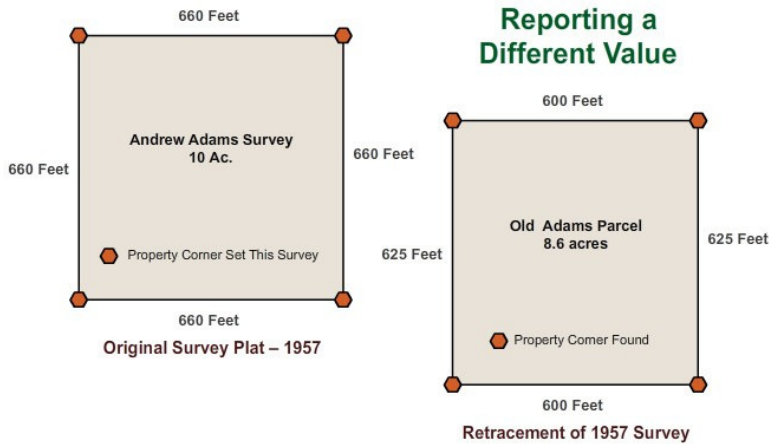 Reporting a
Different Value
660 Feet
Andrew Adams Survey
10 Ac.
660 Feet
660 Feet
Property Corner Set This Survey
660 Feet
Original Survey Plat – 1957
600 Feet
Old Adams Parcel
8.6 acres
625 Feet
625 Feet
Property Corner Found
600 Feet
Retracement of 1957 Survey